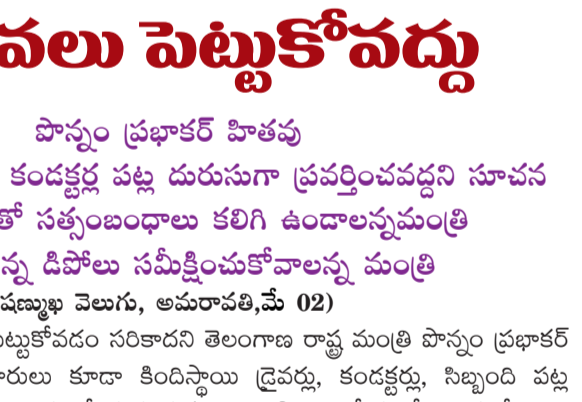 వలు పెట్టుకోవద్దు
పొన్నం ప్రభాకర్ హితవు
కండక్టర్ల పట్ల దురుసుగా ప్రవర్తించవద్దని సూచన
తో సత్సంబంధాలు కలిగి ఉండాలన్నమంత్రి
న్న డిపోలు సమీక్షించుకోవాలన్న మంత్రి
షణ్ముఖ వెలుగు, అమరావతి,మే 02)
పెట్టుకోవడం సరికాదని తెలంగాణ రాష్ట్ర మంత్రి పొన్నం ప్రభాకర్
ారులు కూడా కిందిస్థాయి డ్రైవర్లు, కండక్టర్లు, సిబ్బంది పట్ల